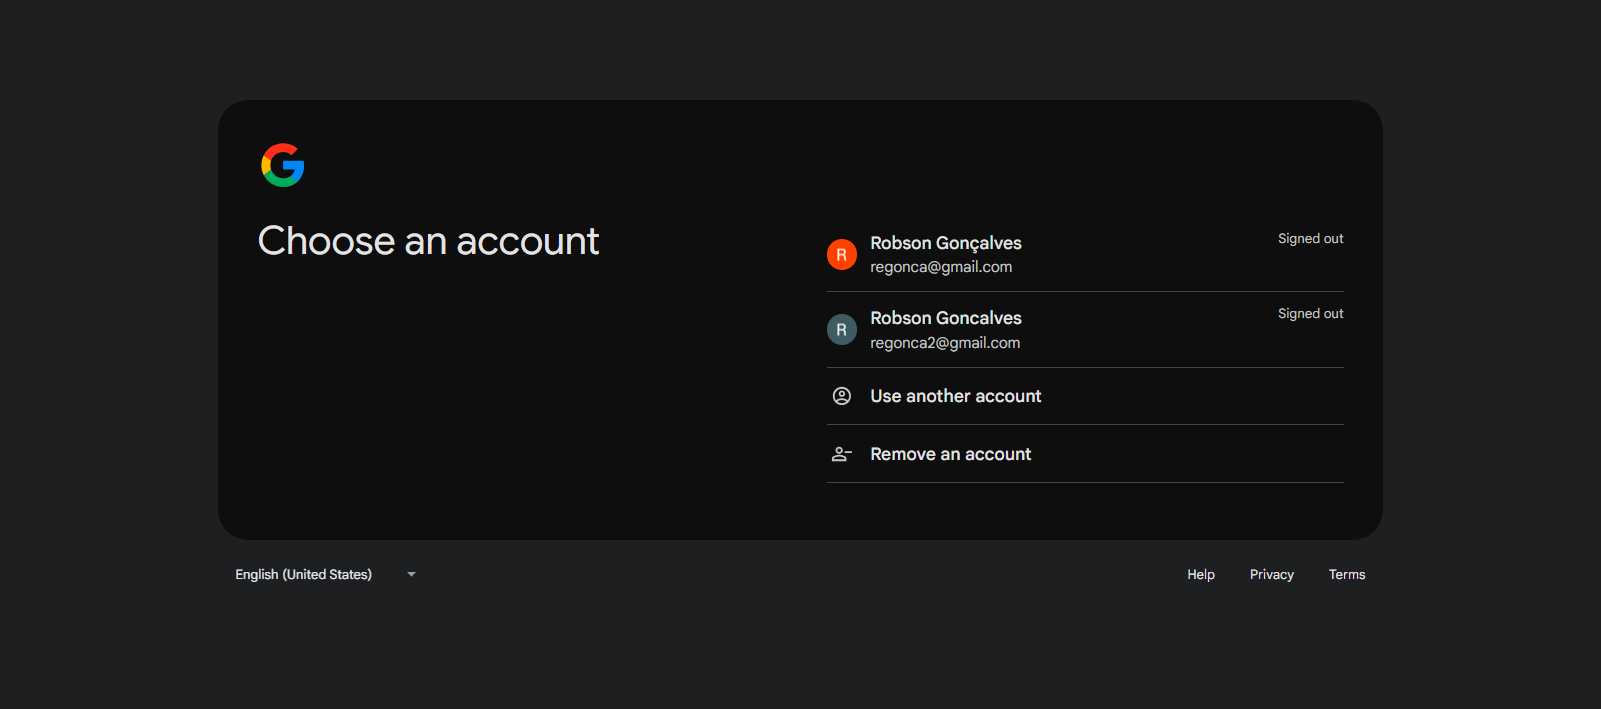 Choose an account
R
Robson Gonçalves
regonca@gmail.com
Signed out
R
Robson Goncalves
regonca2@gmail.com
Signed out
Use another account
Remove an account
English (United States)
Help
Privacy
Terms